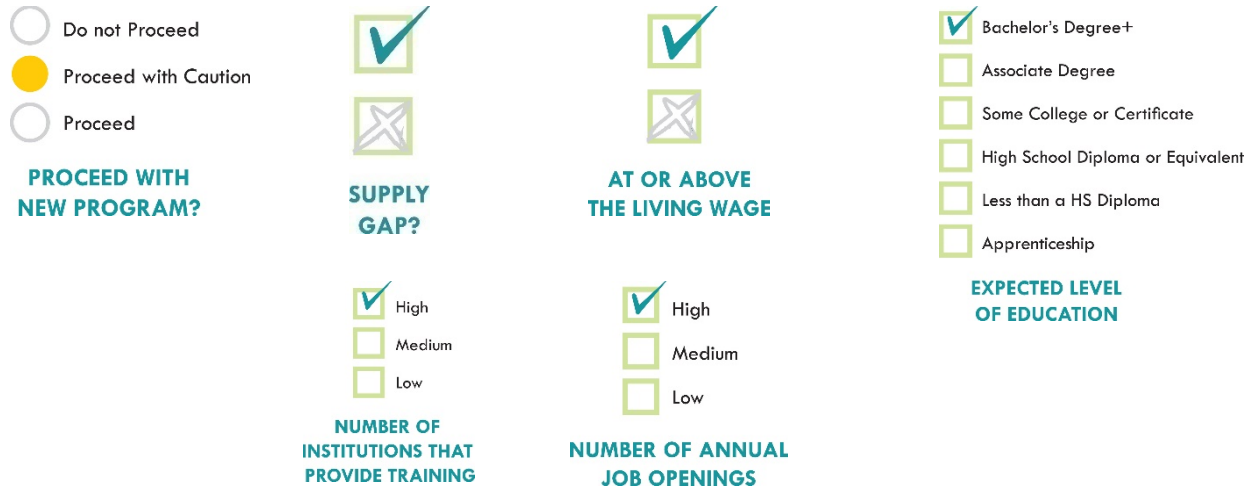 Do not Proceed
Proceed with Caution
Proceed
PROCEED WITH
NEW PROGRAM?
SUPPLY
GAP?
AT OR ABOVE
THE LIVING WAGE
Bachelor's Degree+
Associate Degree
Some College or Certificate
High School Diploma or Equivalent
Less than a HS Diploma
Apprenticeship
EXPECTED LEVEL
OF EDUCATION
High
Medium
Low
NUMBER OF
INSTITUTIONS THAT
PROVIDE TRAINING
High
Medium
Low
NUMBER OF ANNUAL
JOB OPENINGS